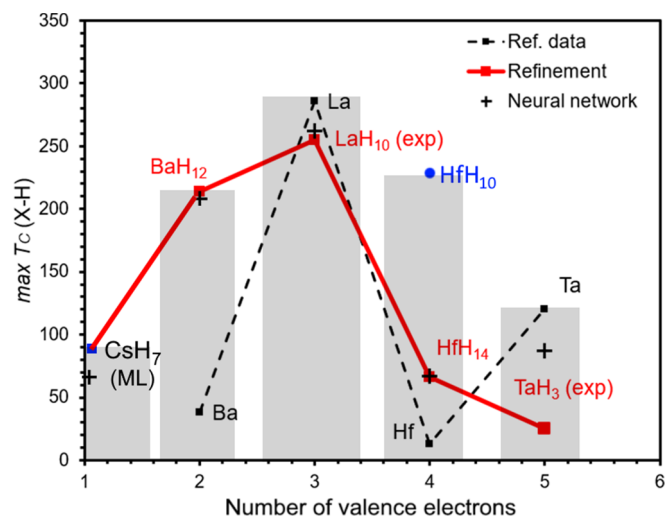 350
300
250
200
150
100
50
0
max TC (X-H)
Ref. data
Refinement
Neural network
La
LaH10 (exp)
BaH12
HfH10
CsH7
(ML)
Ba
HfH14
Hf
Ta
TaH3 (exp)
1 2 3 4 5 6
Number of valence electrons